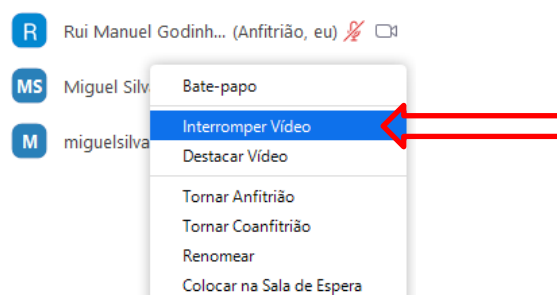 R Rui Manuel Godinh... (Anfitrião, eu)
MS Miguel Silv
M miguelsilva
Bate-papo
Interromper Vídeo
Destacar Vídeo
Tornar Anfitrião
Tornar Coanfitrião
Renomear
Colocar na Sala de Espera